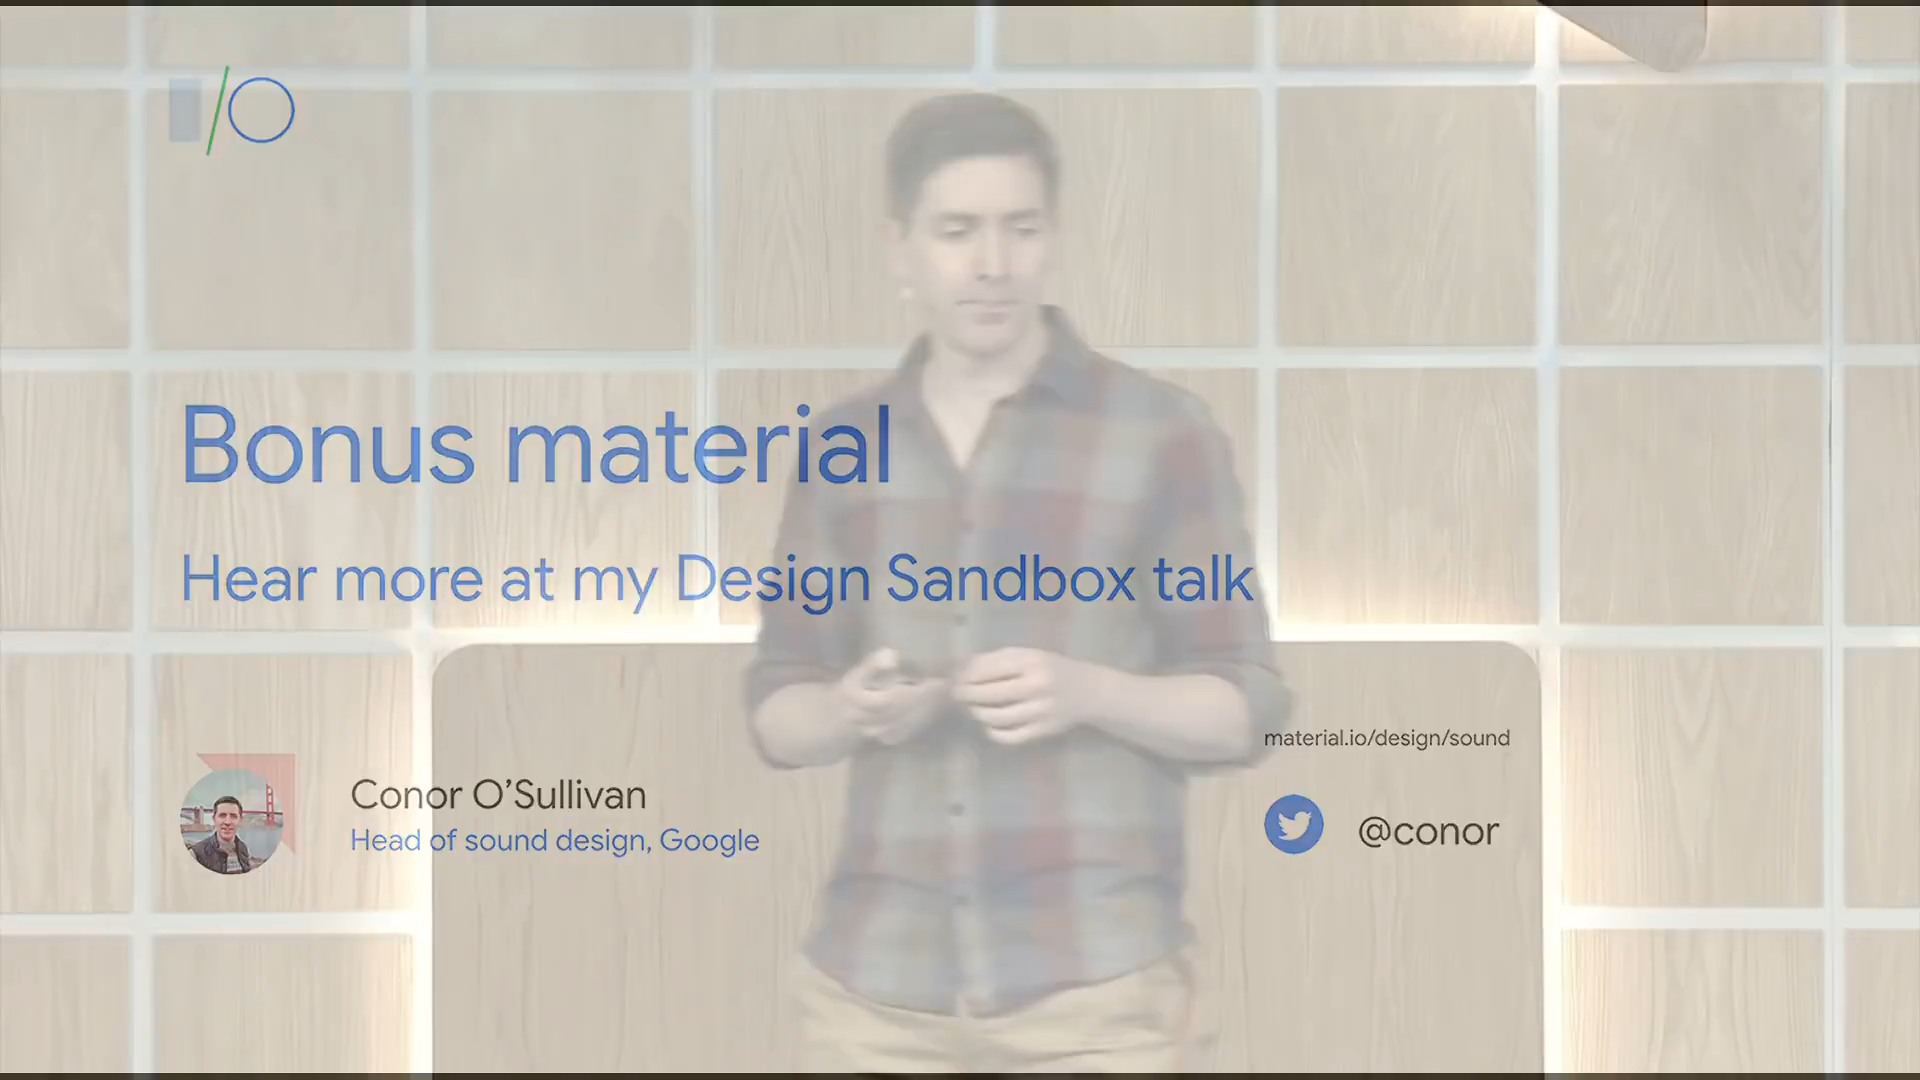 I/O
Bonus material
Hear more at my Design Sandbox talk
material.io/design/sound
Conor O’Sullivan
Head of sound design, Google
@conor